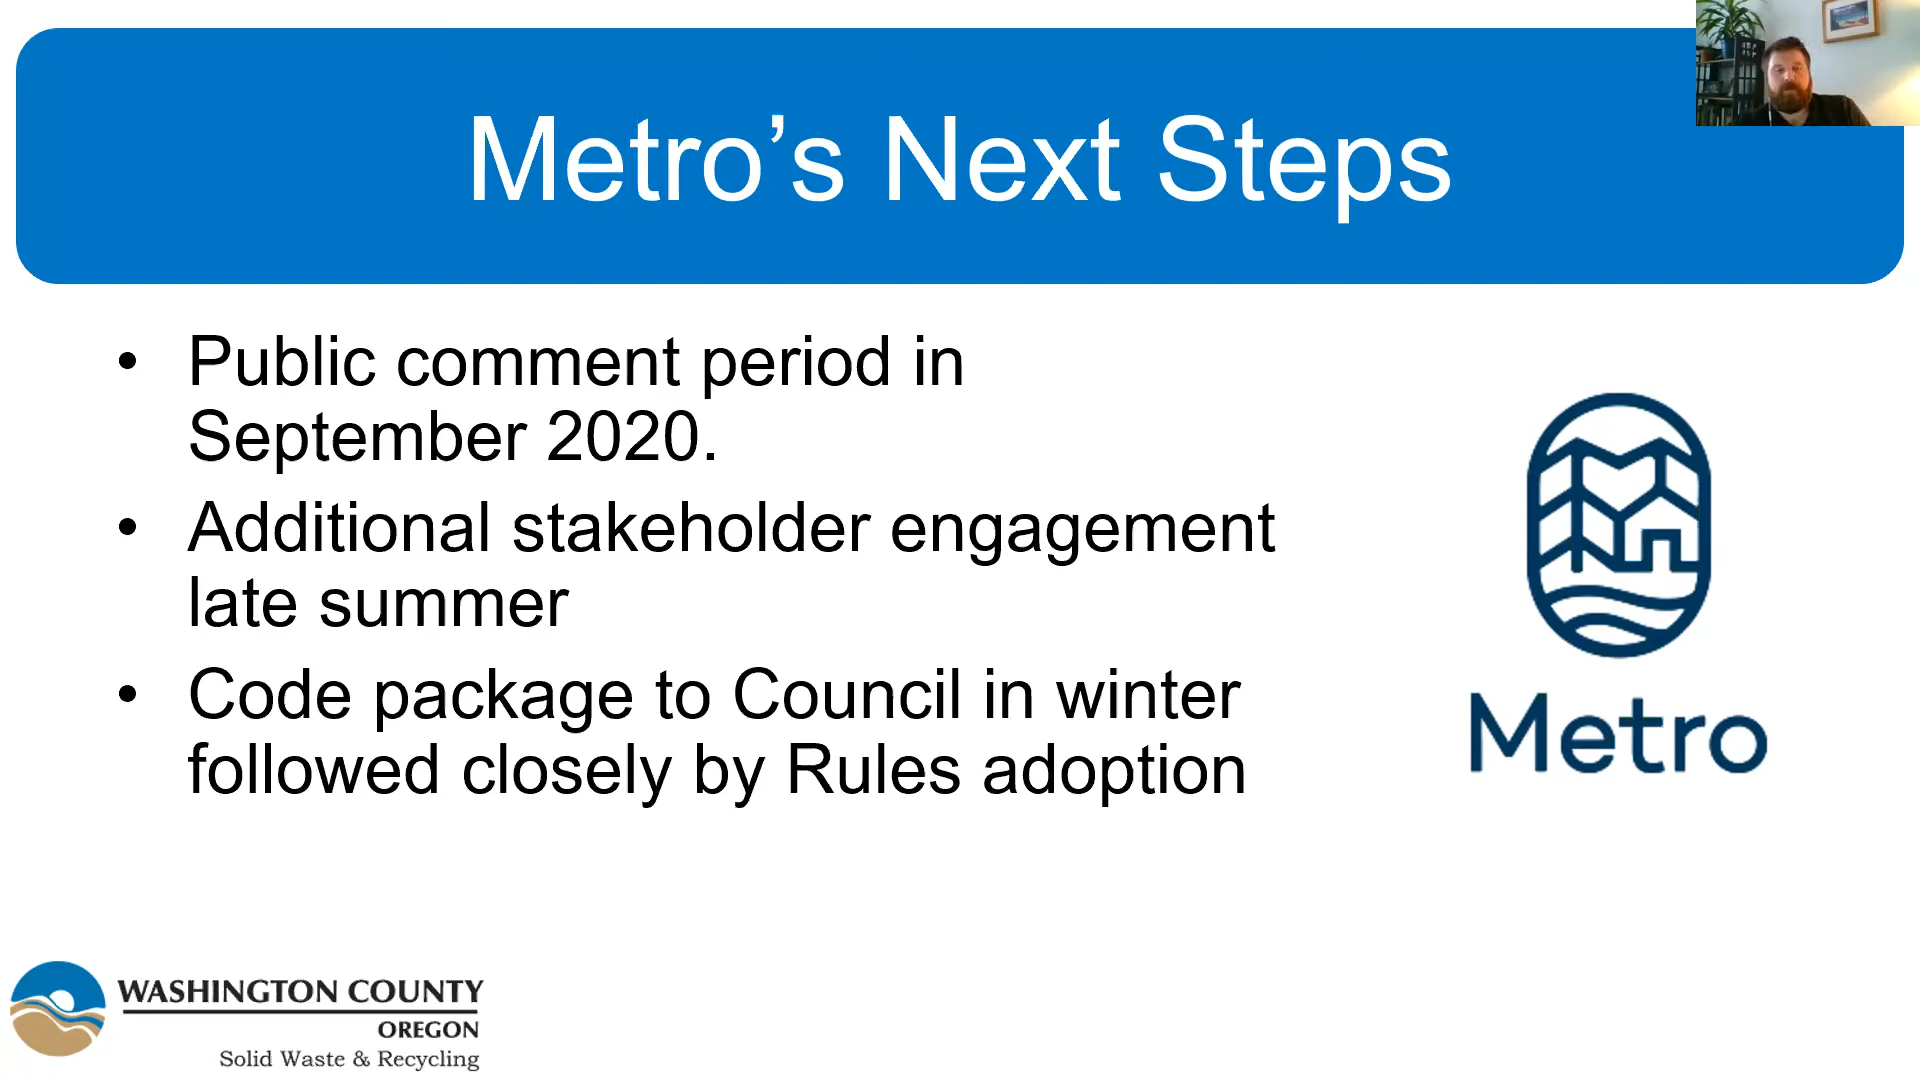 Metro’s Next Steps
• Public comment period in
September 2020.
• Additional stakeholder engagement
late summer
• Code package to Council in winter
followed closely by Rules adoption
Metro
WASHINGTON COUNTY
OREGON
Solid Waste & Recycling